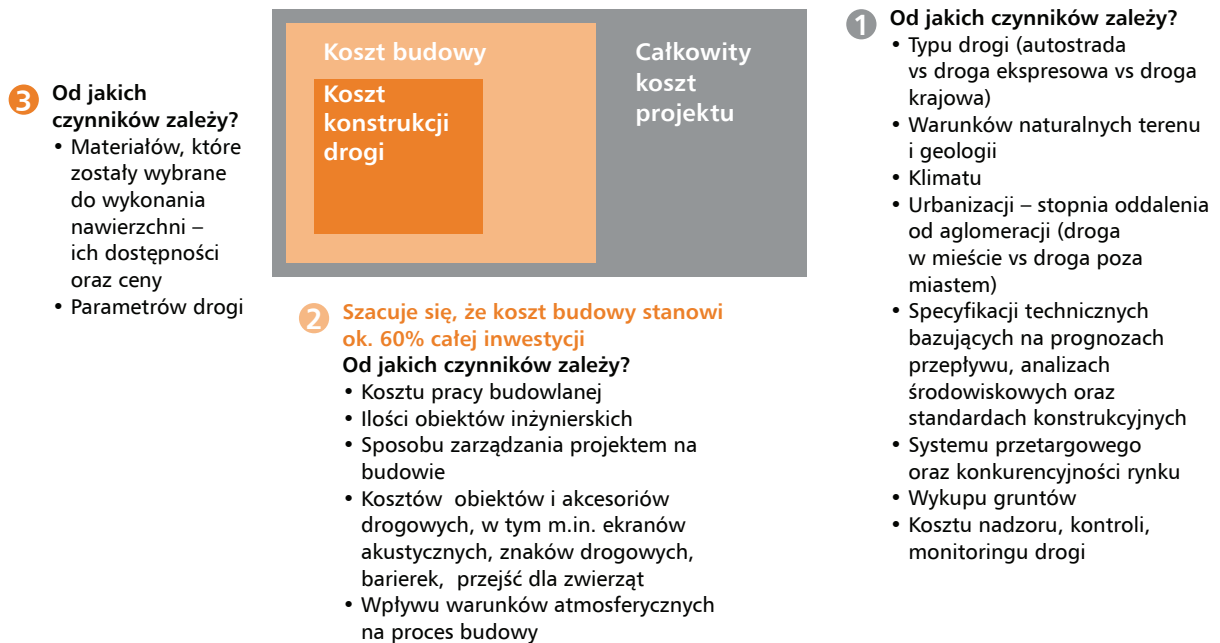 Koszt budowy
Koszt
konstrukcji
drogi
Całkowity
koszt
projektu
1
Od jakich czynników zależy?
• Typu drogi (autostrada
vs droga ekspresowa vs droga
krajowa)
• Warunków naturalnych terenu
i geologii
• Klimatu
• Urbanizacji – stopnia oddalenia
od aglomeracji (droga
w mieście vs droga poza
miastem)
• Specyfikacji technicznych
bazujących na prognozach
przepływu, analizach
środowiskowych oraz
standardach konstrukcyjnych
• Systemu przetargowego
oraz konkurencyjności rynku
• Wykupu gruntów
• Kosztu nadzoru, kontroli,
monitoringu drogi
2
Szacuje się, że koszt budowy stanowi
ok. 60% całej inwestycji
Od jakich czynników zależy?
• Kosztu pracy budowlanej
• Ilości obiektów inżynierskich
• Sposobu zarządzania projektem na
budowie
• Kosztów obiektów i akcesoriów
drogowych, w tym m.in. ekranów
akustycznych, znaków drogowych,
barierek, przejść dla zwierząt
• Wpływu warunków atmosferycznych
na proces budowy
3
Od jakich
czynników zależy?
• Materiałów, które
zostały wybrane
do wykonania
nawierzchni –
ich dostępności
oraz ceny
• Parametrów drogi